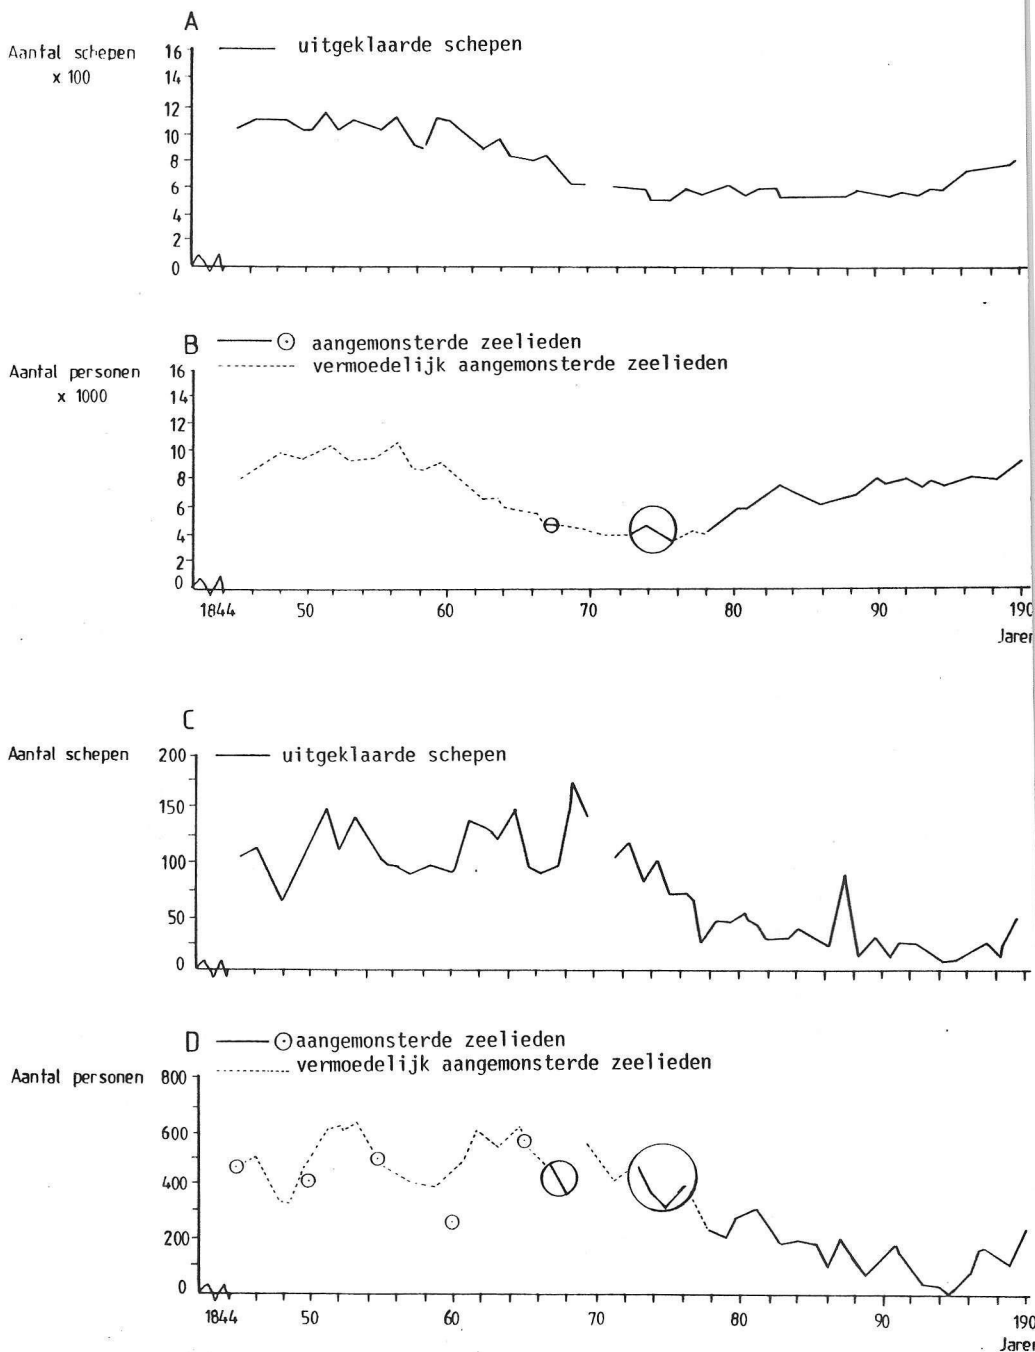 A
Aantal schepen
x 100
uitgeklaarde schepen
16
14
12
10
8
6
4
2
0
B
aangemonsterde zeelieden
vermoedelijk aangemonsterde zeelieden
Aantal personen
x 1000
16
14
12
10
8
6
4
2
0
1844 50 60 70 80 90 190
Jaren
C
Aantal schepen
uitgeklaarde schepen
200
150
100
50
0
D
aangemonsterde zeelieden
vermoedelijk aangemonsterde zeelieden
Aantal personen
800
600
400
200
0
1844 50 60 70 80 90 190
Jaren